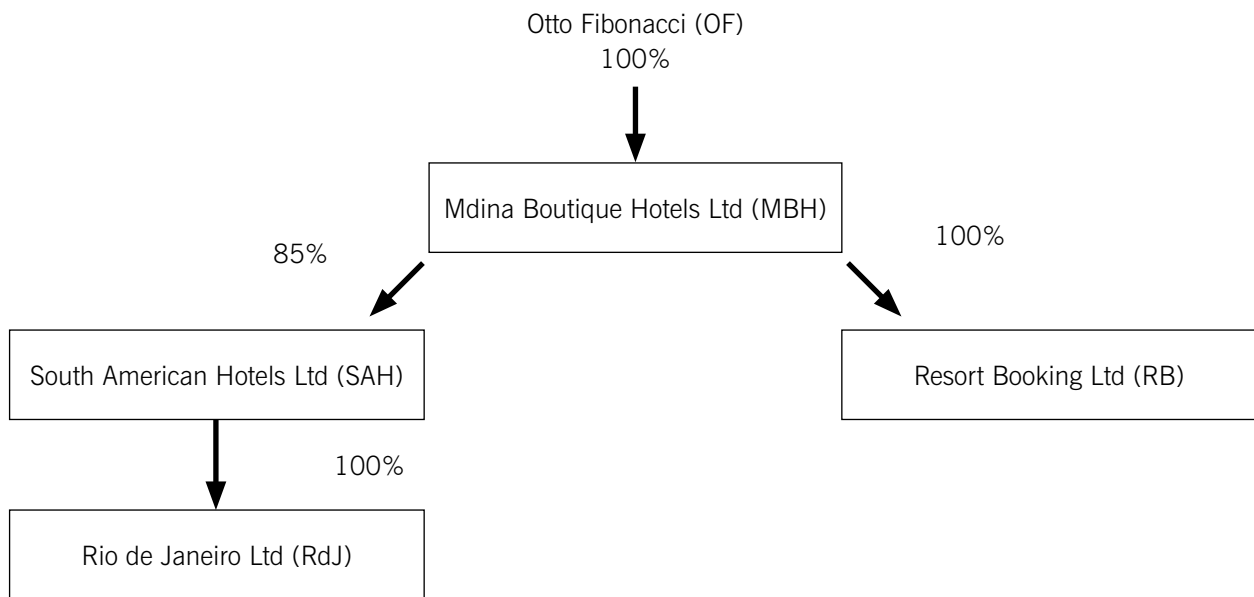 Otto Fibonacci (OF)
100%
Mdina Boutique Hotels Ltd (MBH)
85%
100%
South American Hotels Ltd (SAH)
Resort Booking Ltd (RB)
100%
Rio de Janeiro Ltd (RdJ)